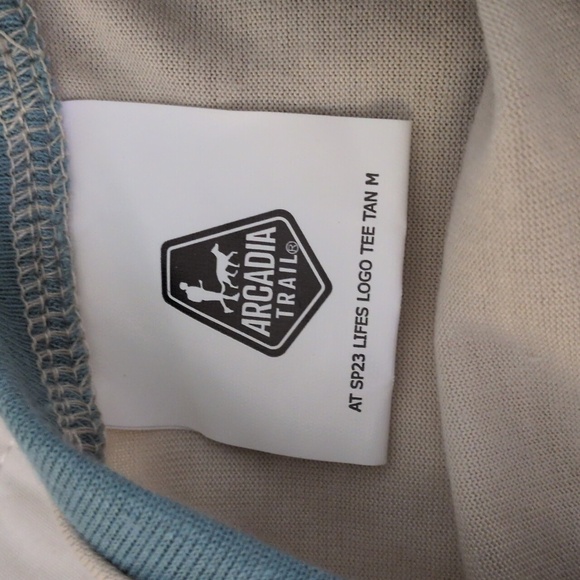 ARCADIA
TRAIL®
AT SP23 LIFES LOGO TEE TAN M